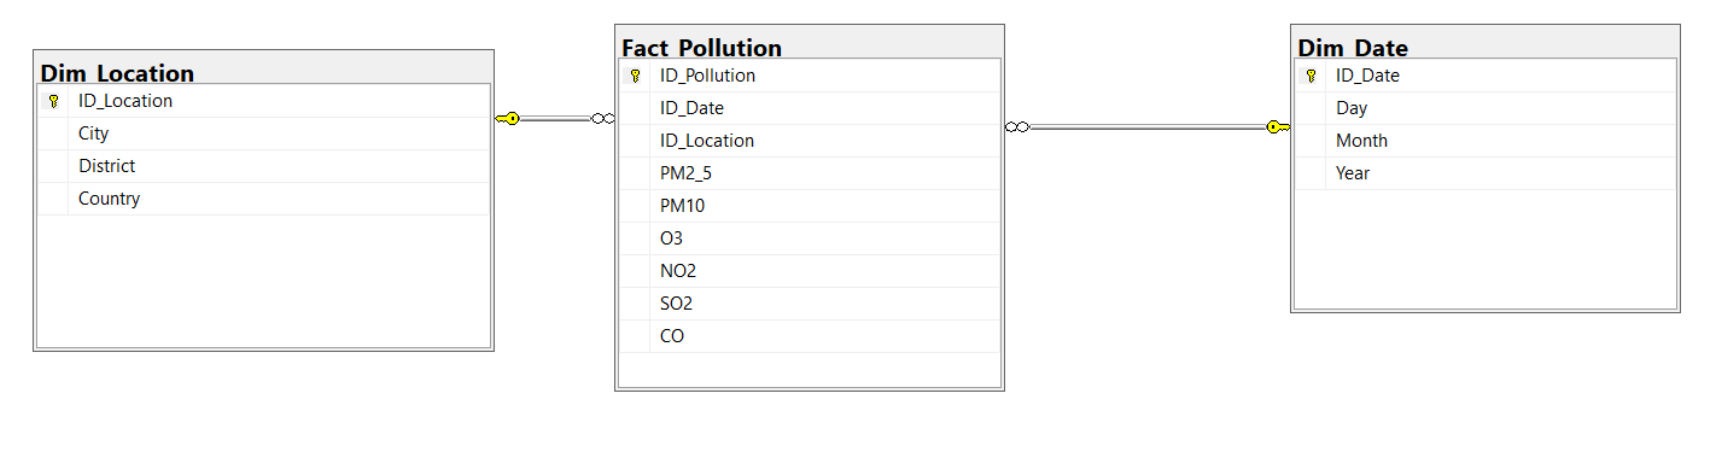 Dim_Location
ID_Location
City
District
Country
Fact_Pollution
ID_Pollution
ID_Date
ID_Location
PM2_5
PM10
O3
NO2
SO2
CO
Dim_Date
ID_Date
Day
Month
Year